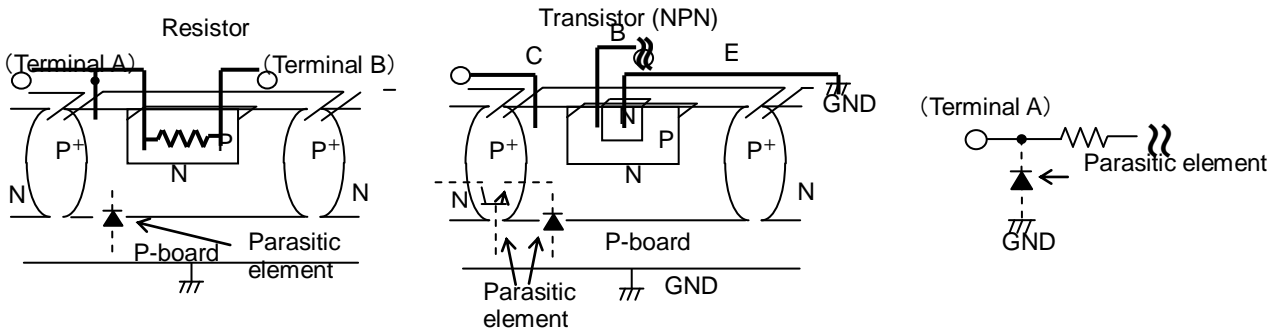 Resistor
(Terminal A)
(Terminal B)
P+
P
P+
N
N
N
P-board
Parasitic
element
Transistor (NPN)
B
C
E
GND
N
P+
P
P+
N
N
N
P-board
GND
Parasitic
element
(Terminal A)
Parasitic element
GND